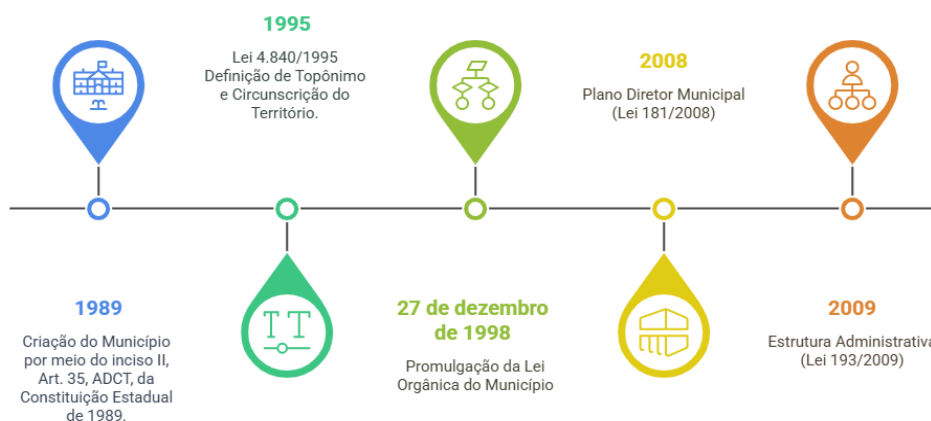 1989
Criação do Município
por meio do inciso II,
Art. 35, ADCT, da
Constituição Estadual
de 1989.
1995
Lei 4.840/1995
Definição de Topônimo
e Circunscrição do
Território.
27 de dezembro
de 1998
Promulgação da Lei
Orgânica do Município
2008
Plano Diretor Municipal
(Lei 181/2008)
2009
Estrutura Administrativa
(Lei 193/2009)